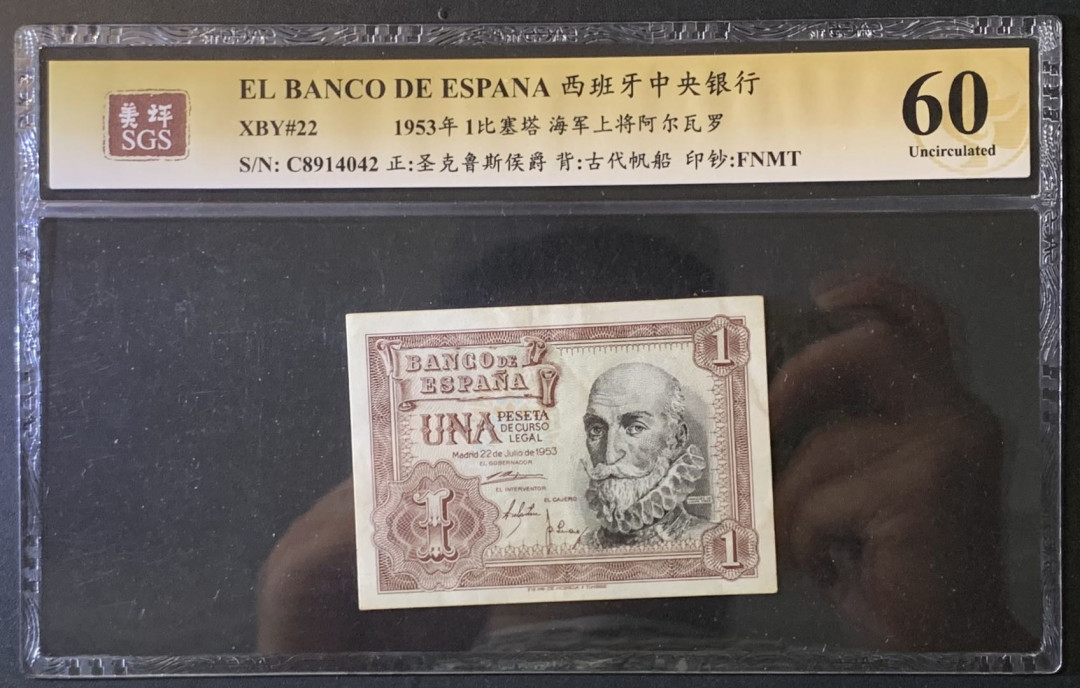 美评
SGS
EL BANCO DE ESPANA 西班牙中央银行
XBY#22 1953年 1比塞塔 海军上将阿尔瓦罗
S/N: C8914042 正:圣克鲁斯侯爵 背:古代帆船 印钞:FNMT
60
Uncirculated
1
BANCO DE
ESPAÑA
UNA PESETA
DE CURSO
LEGAL
Madrid 22 de Julio de 1953
EL GOBERNADOR
EL INTERVENTOR
EL CAJERO
1
1